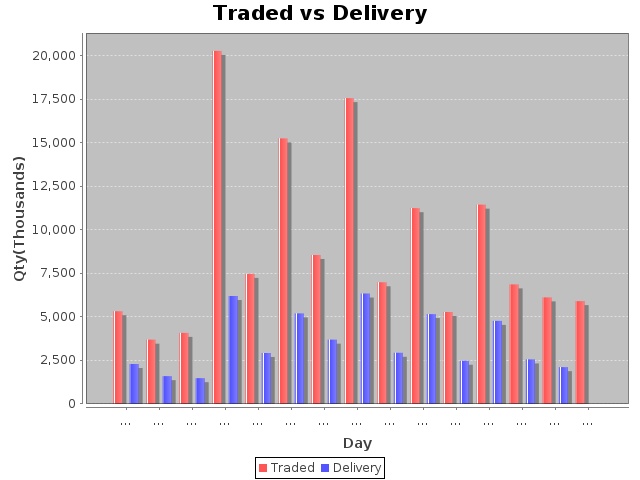 Traded vs Delivery
Qty(Thousands)
20,000
17,500
15,000
12,500
10,000
7,500
5,000
2,500
0
... ... ... ... ... ... ... ... ... ... ... ... ... ... ...
Day
Traded Delivery